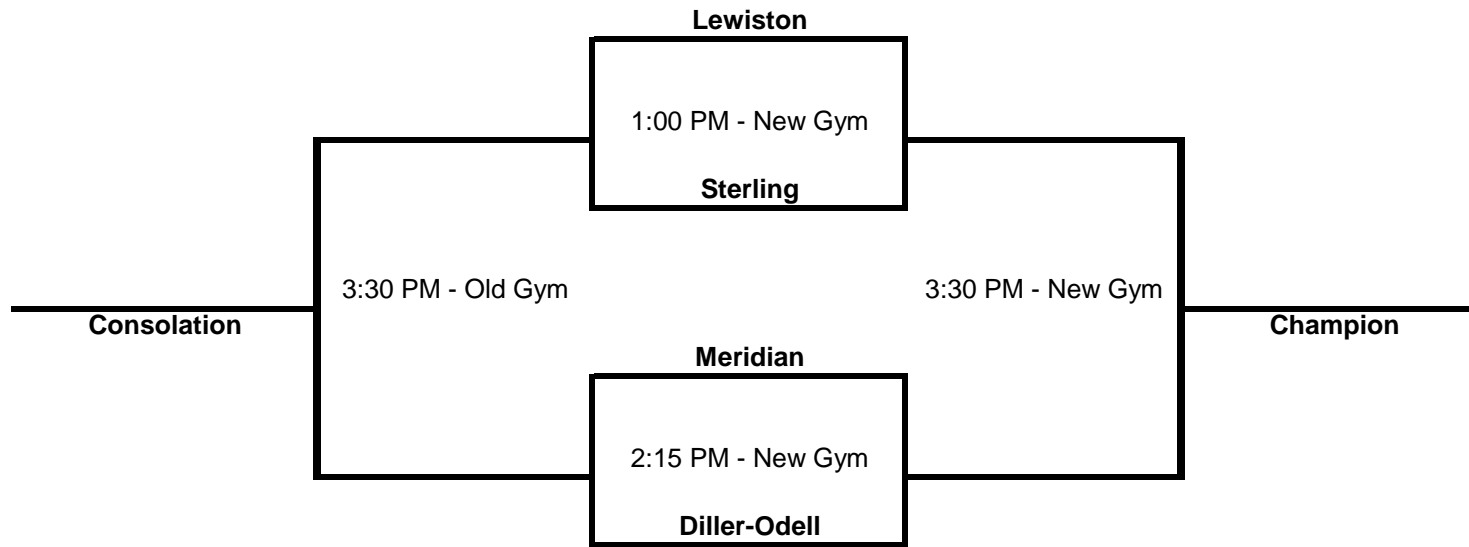 Lewiston
1:00 PM - New Gym
Sterling
3:30 PM - Old Gym
3:30 PM - New Gym
Consolation
Champion
Meridian
2:15 PM - New Gym
Diller-Odell